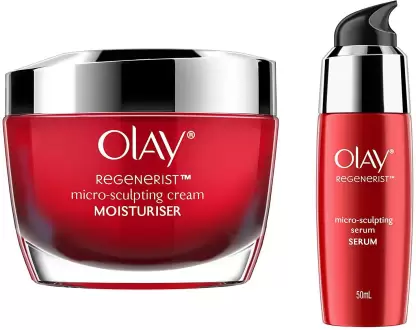 OLAY®
REGENERIST™
micro-sculpting cream
MOISTURISER
OLAY®
REGENERIST™
micro-sculpting
serum
SERUM
50mL